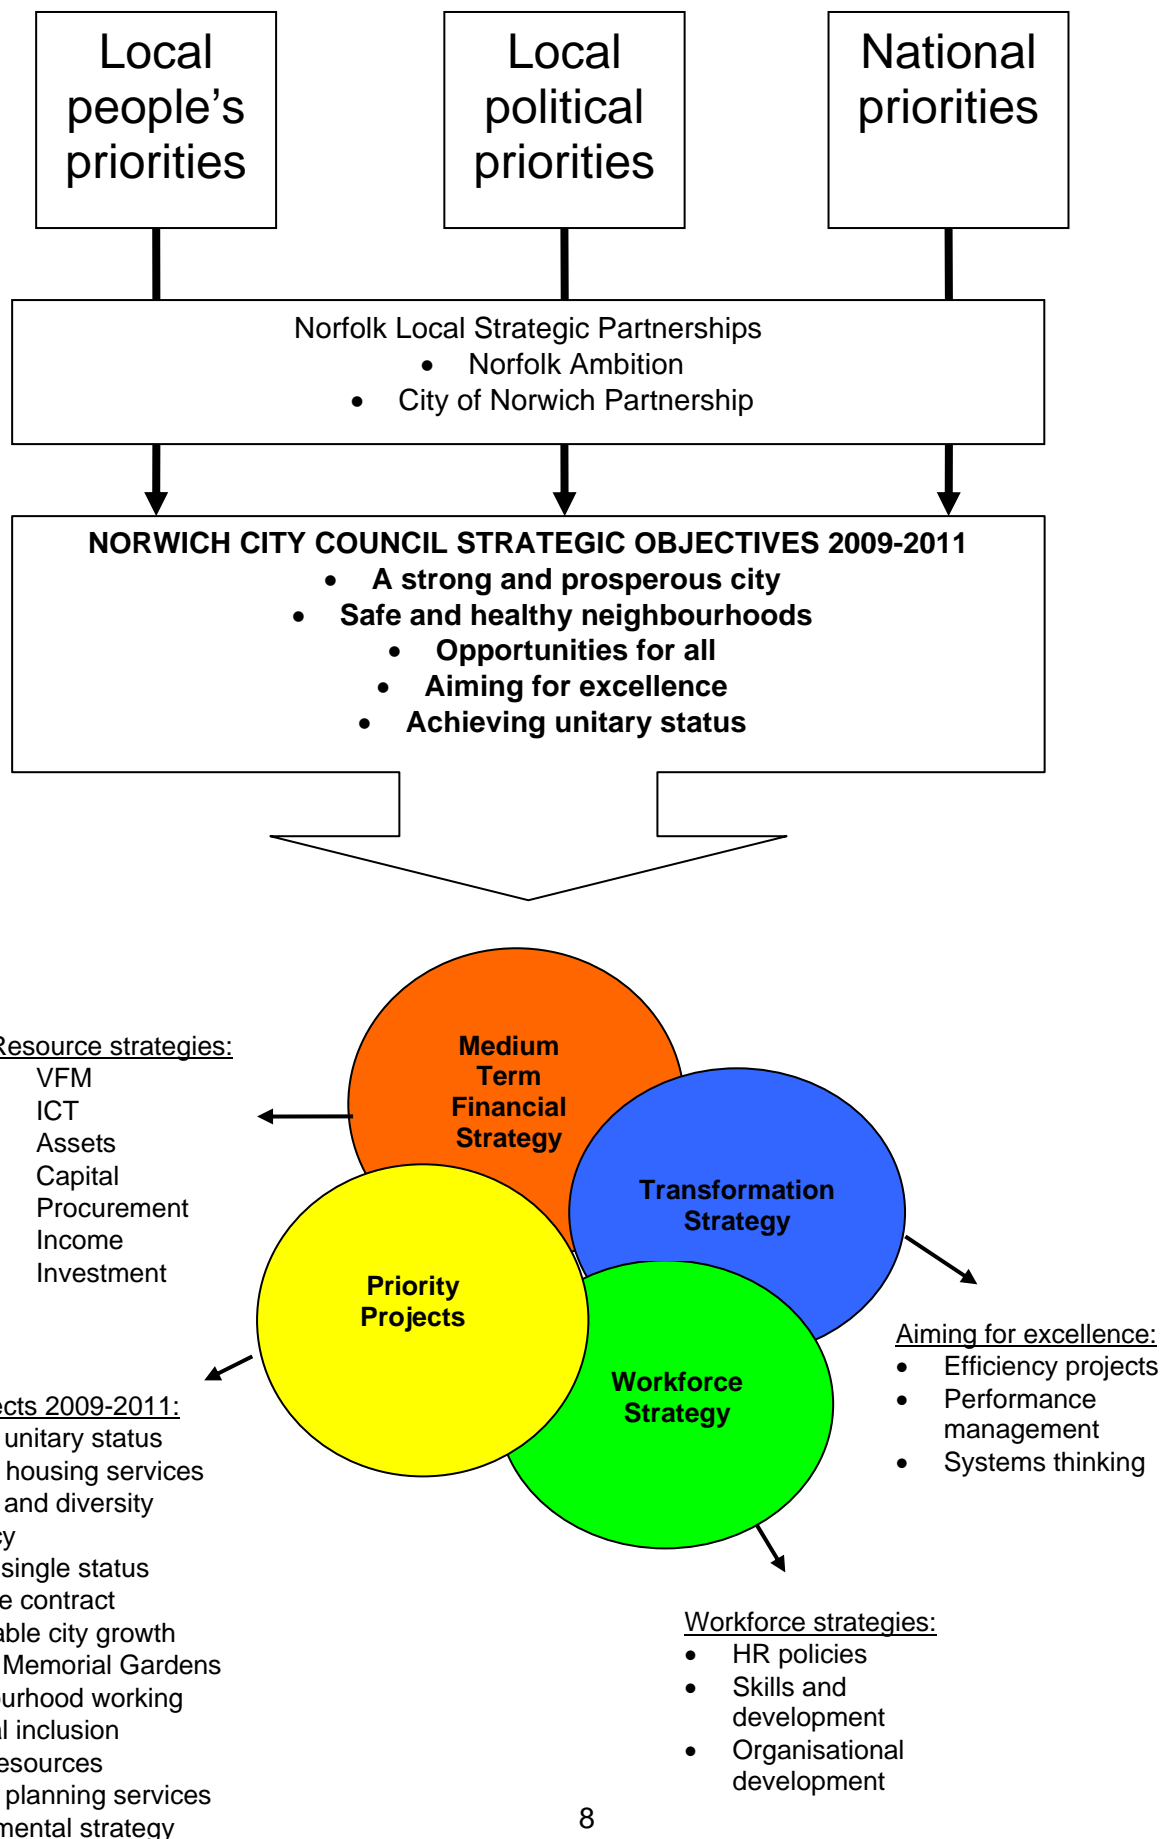 Local
people's
priorities
Local
political
priorities
National
priorities
Norfolk Local Strategic Partnerships
• Norfolk Ambition
• City of Norwich Partnership
NORWICH CITY COUNCIL STRATEGIC OBJECTIVES 2009-2011
• A strong and prosperous city
• Safe and healthy neighbourhoods
• Opportunities for all
• Aiming for excellence
• Achieving unitary status
Medium
Term
Financial
Strategy
Resource strategies:
VFM
ICT
Assets
Capital
Procurement
Income
Investment
Transformation
Strategy
Priority
Projects
Workforce
Strategy
Aiming for excellence:
• Efficiency projects
• Performance
management
• Systems thinking
2009-2011:
unitary status
housing services
and diversity
single status
contract
city growth
Memorial Gardens
working
inclusion
planning services
strategy
Workforce strategies:
• HR policies
• Skills and
development
• Organisational
development
8